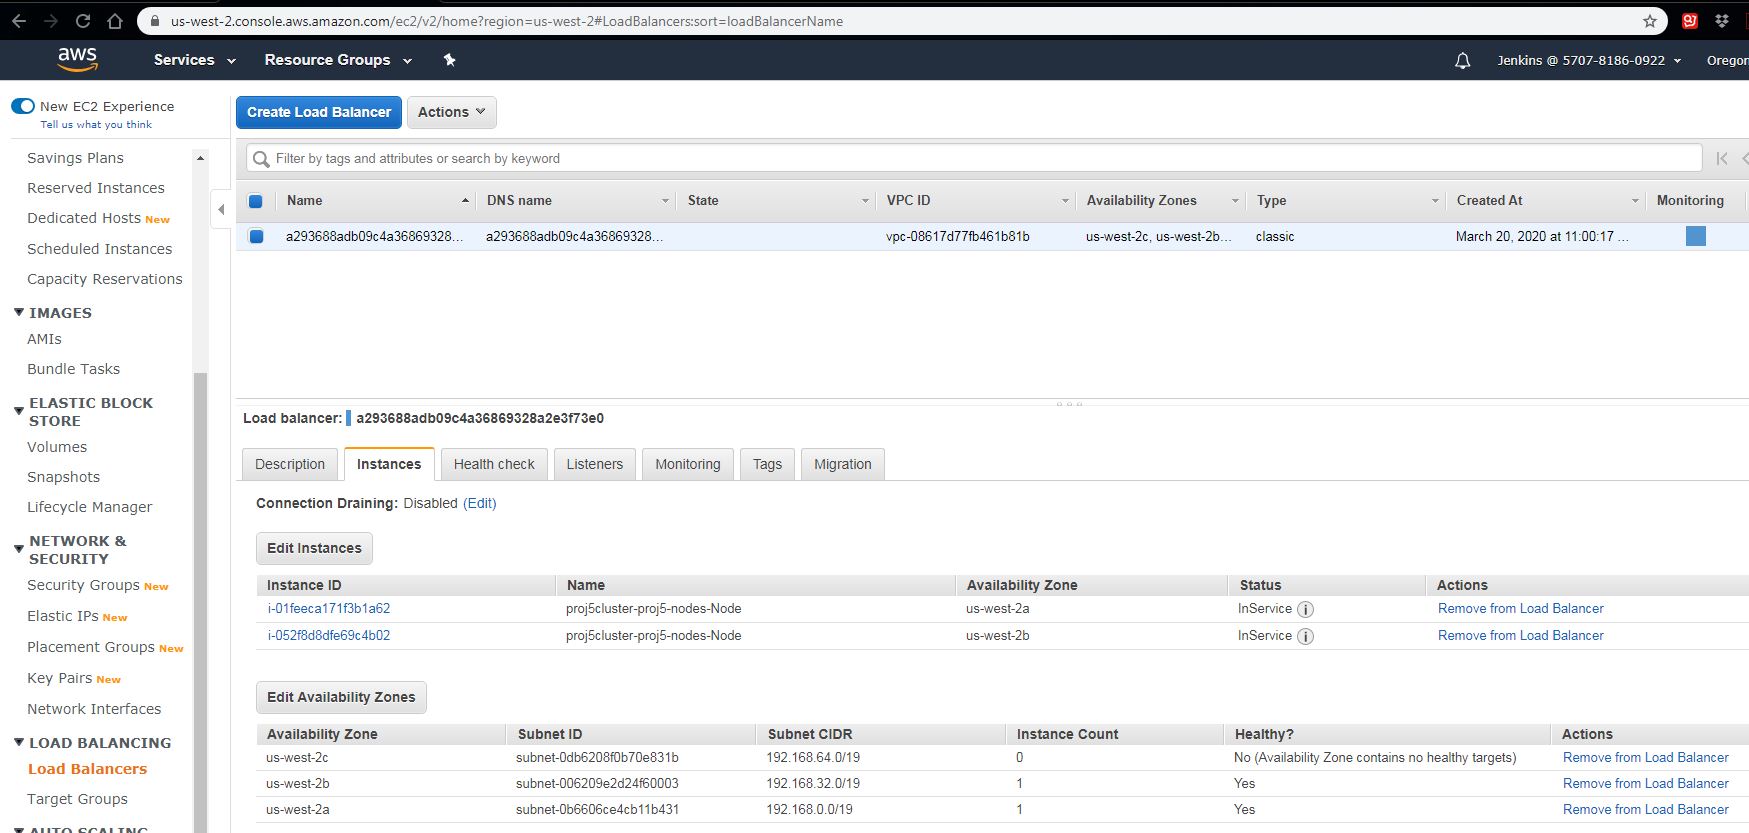 us-west-2.console.aws.amazon.com/ec2/v2/home?region=us-west-2#LoadBalancers:sort=loadBalancerName
aws Services Resource Groups Jenkins @ 5707-8186-0922 Oregon
New EC2 Experience
Tell us what you think
Savings Plans
Reserved Instances
Dedicated Hosts New
Scheduled Instances
Capacity Reservations
IMAGES
AMIs
Bundle Tasks
ELASTIC BLOCK
STORE
Volumes
Snapshots
Lifecycle Manager
NETWORK &
SECURITY
Security Groups New
Elastic IPs New
Placement Groups New
Key Pairs New
Network Interfaces
LOAD BALANCING
Load Balancers
Target Groups
AUTO SCALING
Create Load Balancer Actions
Filter by tags and attributes or search by keyword
Name DNS name State VPC ID Availability Zones Type Created At Monitoring
a293688adb09c4a36869328... a293688adb09c4a36869328... vpc-08617d77fb461b81b us-west-2c, us-west-2b... classic March 20, 2020 at 11:00:17 ...
Load balancer: a293688adb09c4a36869328a2e3f73e0
Description Instances Health check Listeners Monitoring Tags Migration
Connection Draining: Disabled (Edit)
Edit Instances
Instance ID Name Availability Zone Status Actions
i-01feeca171f3b1a62 proj5cluster-proj5-nodes-Node us-west-2a InService i Remove from Load Balancer
i-052f8d8dfe69c4b02 proj5cluster-proj5-nodes-Node us-west-2b InService i Remove from Load Balancer
Edit Availability Zones
Availability Zone Subnet ID Subnet CIDR Instance Count Healthy? Actions
us-west-2c subnet-0db6208f0b70e831b 192.168.64.0/19 0 No (Availability Zone contains no healthy targets) Remove from Load Balancer
us-west-2b subnet-006209e2d24f60003 192.168.32.0/19 1 Yes Remove from Load Balancer
us-west-2a subnet-0b6606ce4cb11b431 192.168.0.0/19 1 Yes Remove from Load Balancer